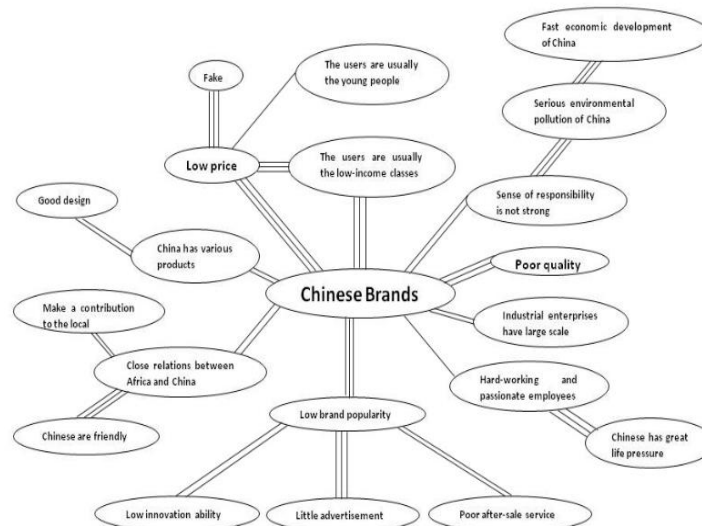 Fast economic development
of China
Fake
The users are usually
the young people
Serious environmental
pollution of China
Low price
The users are usually
the low-income classes
Good design
Sense of responsibility
is not strong
China has various
products
Poor quality
Chinese Brands
Make a contribution
to the local
Industrial enterprises
have large scale
Close relations between
Africa and China
Hard-working and
passionate employees
Low brand popularity
Chinese are friendly
Chinese has great
life pressure
Low innovation ability
Little advertisement
Poor after-sale service